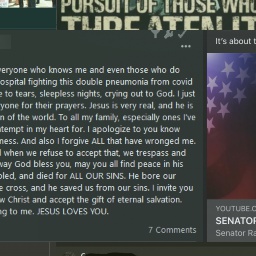 PURSUIT OF THOSE WHO
THREATEN IT
It's about t
veryone who knows me and even those who do
ospital fighting this double pneumonia from covid
e to tears, sleepless nights, crying out to God. I just
yone for their prayers. Jesus is very real, and he is
n of the world. To all my family, especially ones I've
ntempt in my heart for. I apologize to you know
ness. And also I forgive ALL that have wronged me.
d when we refuse to accept that, we trespass and
way God bless you, may you all find peace in his
bled, and died for ALL OUR SINS. He bore our
e cross, and he saved us from our sins. I invite you
w Christ and accept the gift of eternal salvation.
ng to me. JESUS LOVES YOU.
7 Comments
YOUTUBE.C
SENATOR
Senator Ra